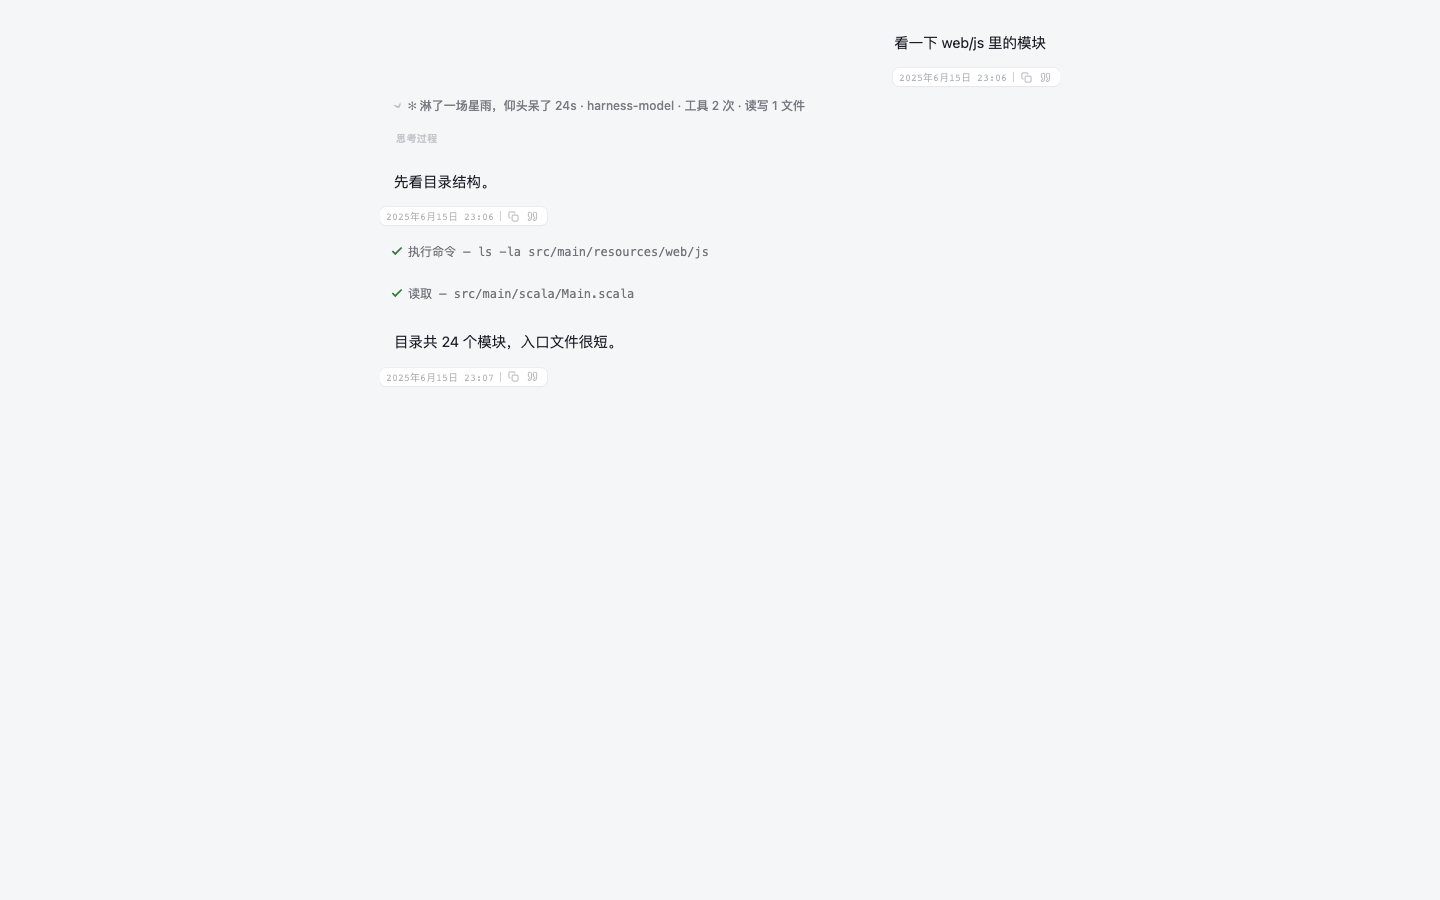 看一下 web/js 里的模块
2025年6月15日 23:06
✻ 淋了一场星雨，仰头呆了 24s · harness-model · 工具 2 次 · 读写 1 文件
思考过程
先看目录结构。
2025年6月15日 23:06
执行命令 — ls -la src/main/resources/web/js
读取 — src/main/scala/Main.scala
目录共 24 个模块，入口文件很短。
2025年6月15日 23:07